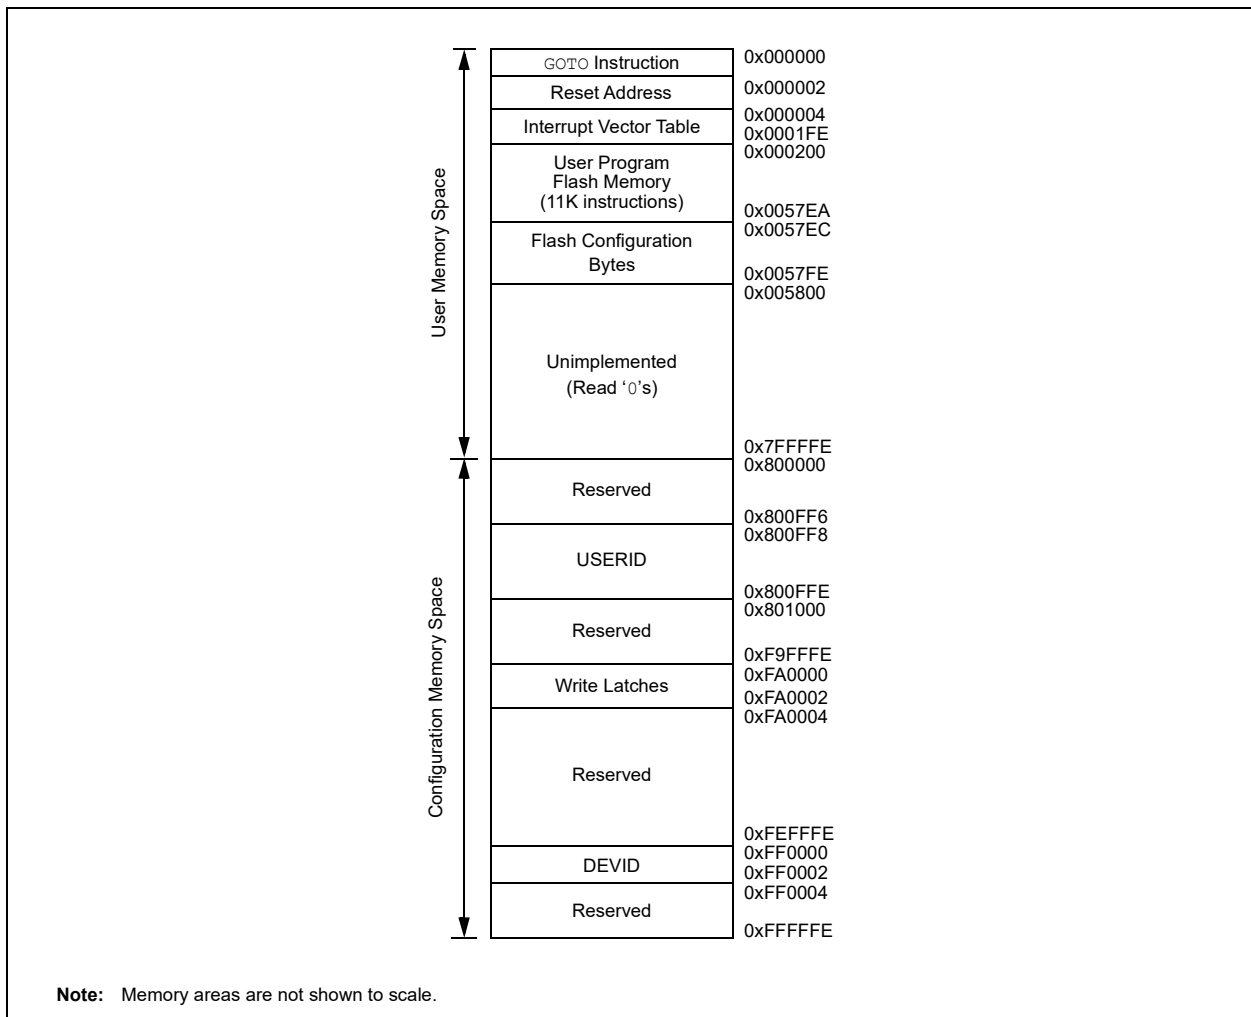 GOTO Instruction
0x000000
Reset Address
0x000002
Interrupt Vector Table
0x000004
0x0001FE
User Program
Flash Memory
(11K instructions)
0x000200
0x0057EA
Flash Configuration
Bytes
0x0057EC
0x0057FE
Unimplemented
(Read ‘0’s)
0x005800
0x7FFFFE
User Memory Space
Reserved
0x800000
0x800FF6
USERID
0x800FF8
0x800FFE
Reserved
0x801000
0xF9FFFE
Write Latches
0xFA0000
0xFA0002
Reserved
0xFA0004
0xFEFFFE
DEVID
0xFF0000
0xFF0002
Reserved
0xFF0004
0xFFFFFE
Configuration Memory Space
Note: Memory areas are not shown to scale.